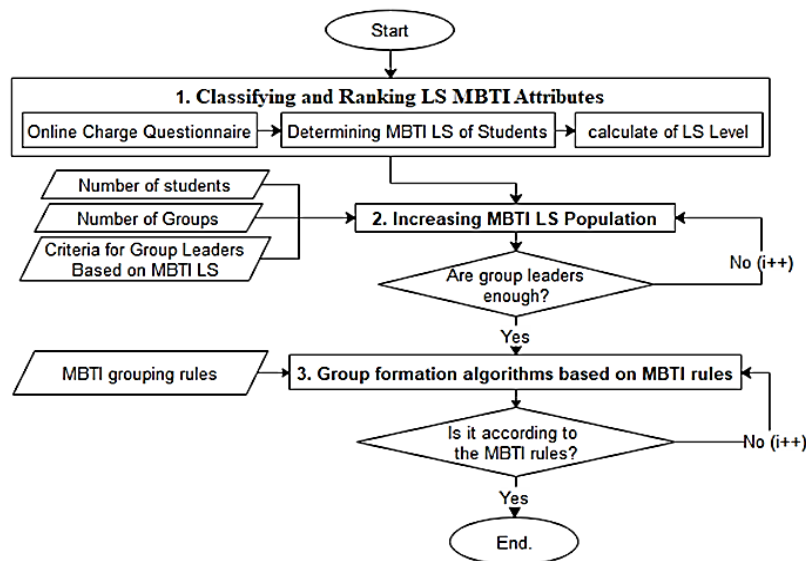 Start
1. Classifying and Ranking LS MBTI Attributes
Online Charge Questionnaire
Determining MBTI LS of Students
calculate of LS Level
Number of students
Number of Groups
Criteria for Group Leaders
Based on MBTI LS
2. Increasing MBTI LS Population
Are group leaders
enough?
No (i++)
Yes
MBTI grouping rules
3. Group formation algorithms based on MBTI rules
Is it according to
the MBTI rules?
No (i++)
Yes
End.